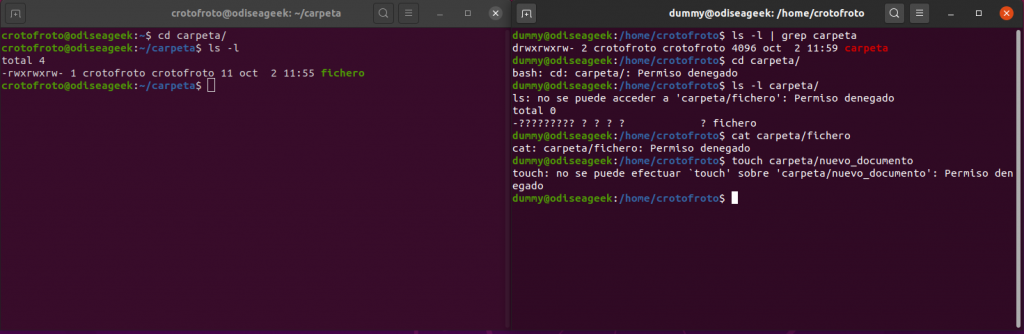 crotofroto@odiseageek: ~/carpeta
crotofroto@odiseageek:~$ cd carpeta/
crotofroto@odiseageek:~/carpeta$ ls -l
total 4
-rwxrwxrw- 1 crotofroto crotofroto 11 oct  2 11:55 fichero
crotofroto@odiseageek:~/carpeta$
dummy@odiseageek: /home/crotofroto
dummy@odiseageek:/home/crotofroto$ ls -l | grep carpeta
drwxrwxrw- 2 crotofroto crotofroto 4096 oct  2 11:59 carpeta
dummy@odiseageek:/home/crotofroto$ cd carpeta/
bash: cd: carpeta/: Permiso denegado
dummy@odiseageek:/home/crotofroto$ ls -l carpeta/
ls: no se puede acceder a 'carpeta/fichero': Permiso denegado
total 0
-????????? ? ? ? ?            ? fichero
dummy@odiseageek:/home/crotofroto$ cat carpeta/fichero
cat: carpeta/fichero: Permiso denegado
dummy@odiseageek:/home/crotofroto$ touch carpeta/nuevo_documento
touch: no se puede efectuar `touch' sobre 'carpeta/nuevo_documento': Permiso den
egado
dummy@odiseageek:/home/crotofroto$